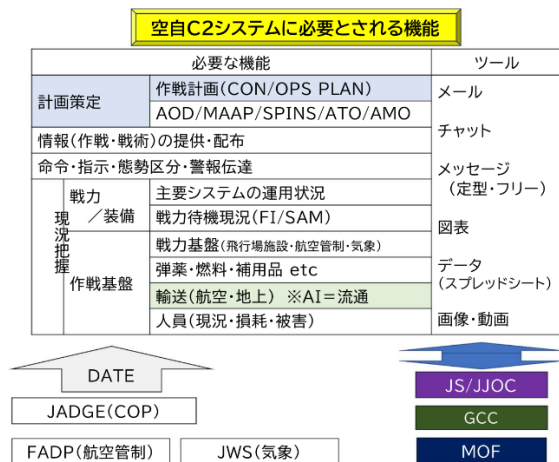 空自C2システムに必要とされる機能
必要な機能
ツール
計画策定
作戦計画(CON/OPS PLAN)
AOD/MAAP/SPINS/ATO/AMO
情報(作戦・戦術)の提供・配布
命令・指示・態勢区分・警報伝達
現況把握
戦力
／装備
主要システムの運用状況
戦力待機現況(FI/SAM)
作戦基盤
戦力基盤(飛行場施設・航空管制・気象)
弾薬・燃料・補用品 etc
輸送(航空・地上) ※AI=流通
人員(現況・損耗・被害)
メール
チャット
メッセージ
(定型・フリー)
図表
データ
(スプレッドシート)
画像・動画
DATE
JADGE(COP)
FADP(航空管制)
JWS(気象)
JS/JJOC
GCC
MOF